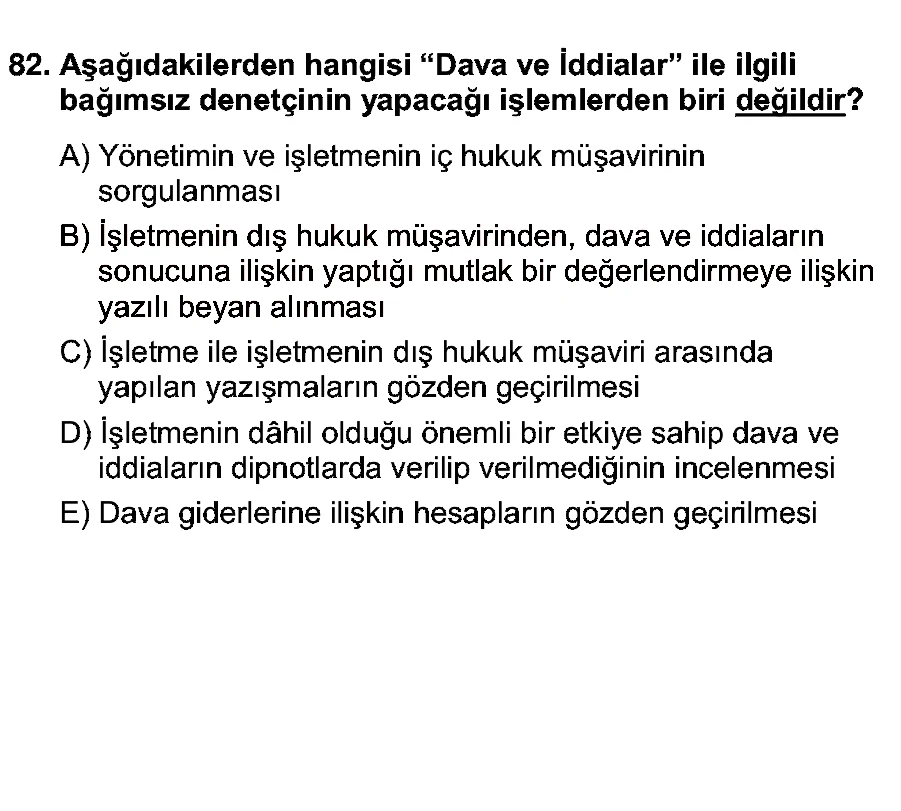 82. Aşağıdakilerden hangisi “Dava ve İddialar” ile ilgili
bağımsız denetçinin yapacağı işlemlerden biri değildir?
A) Yönetimin ve işletmenin iç hukuk müşavirinin
sorgulanması
B) İşletmenin dış hukuk müşavirinden, dava ve iddiaların
sonucuna ilişkin yaptığı mutlak bir değerlendirmeye ilişkin
yazılı beyan alınması
C) İşletme ile işletmenin dış hukuk müşaviri arasında
yapılan yazışmaların gözden geçirilmesi
D) İşletmenin dâhil olduğu önemli bir etkiye sahip dava ve
iddiaların dipnotlarda verilip verilmediğinin incelenmesi
E) Dava giderlerine ilişkin hesapların gözden geçirilmesi